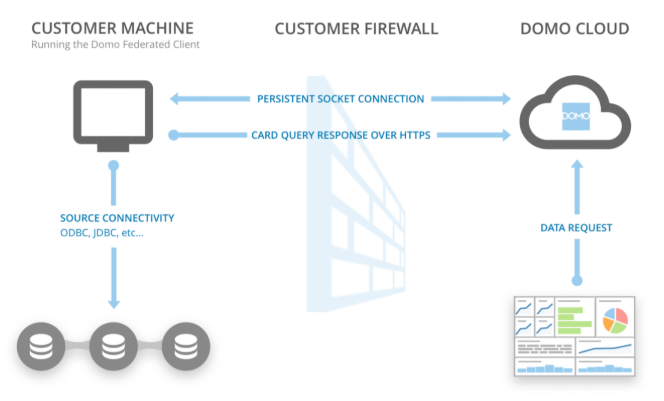 CUSTOMER MACHINE
Running the Domo Federated Client
CUSTOMER FIREWALL
DOMO CLOUD
PERSISTENT SOCKET CONNECTION
DOMO
CARD QUERY RESPONSE OVER HTTPS
SOURCE CONNECTIVITY
ODBC, JDBC, etc...
DATA REQUEST